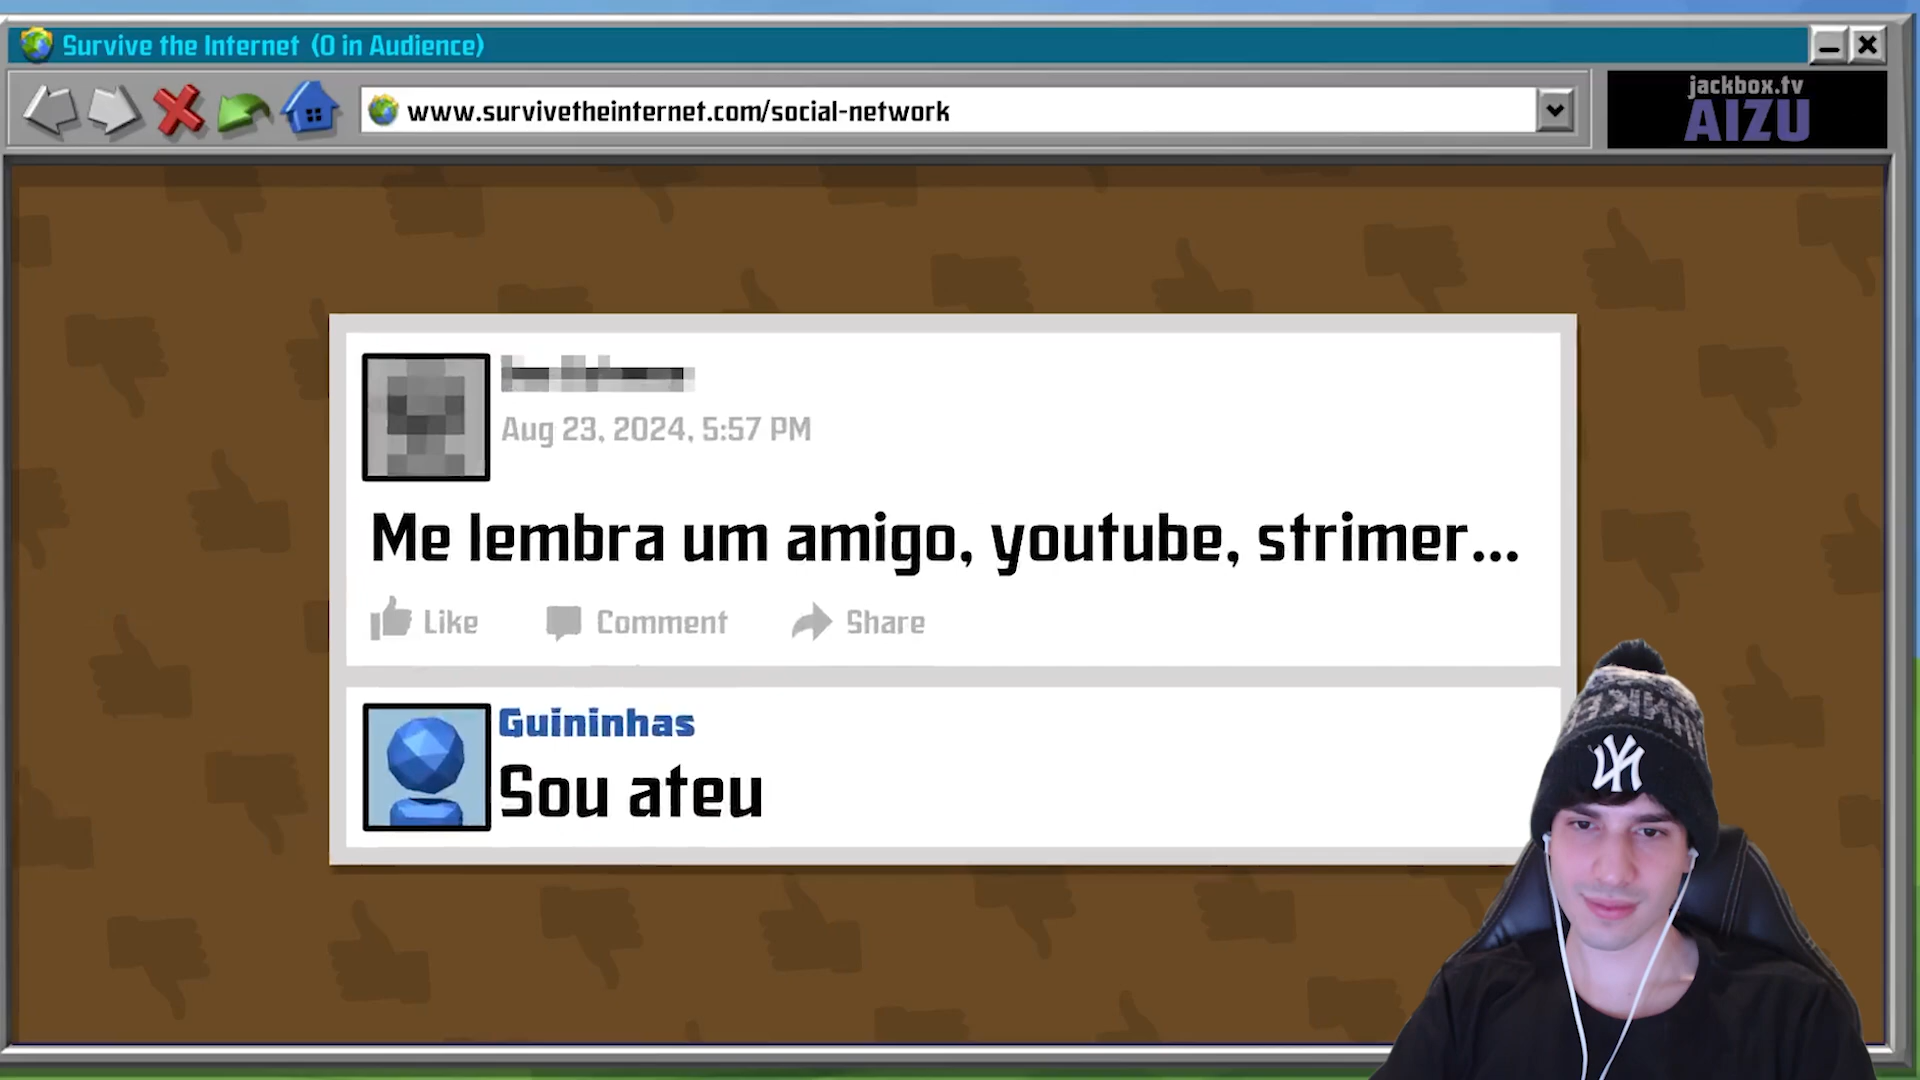 Survive the Internet (0 in Audience)
www.survivetheinternet.com/social-network
jackbox.tv
AIZU
Aug 23, 2024, 5:57 PM
Me lembra um amigo, youtube, strimer...
Like Comment Share
Guininhas
Sou ateu